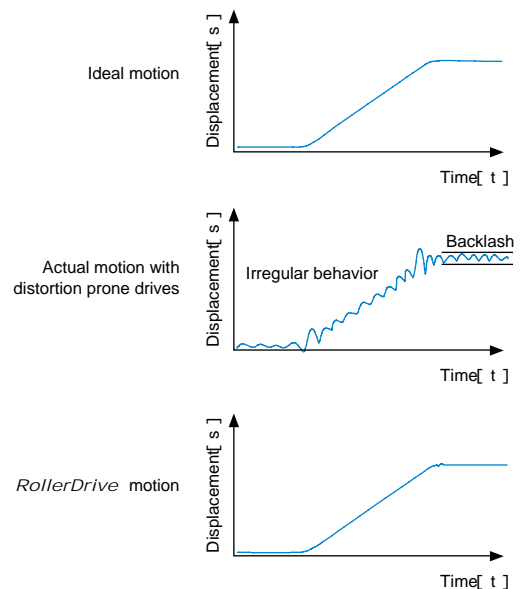 Ideal motion
Displacement[ s ]
Time[ t ]
Actual motion with
distortion prone drives
Displacement[ s ]
Irregular behavior
Backlash
Time[ t ]
RollerDrive motion
Displacement[ s ]
Time[ t ]